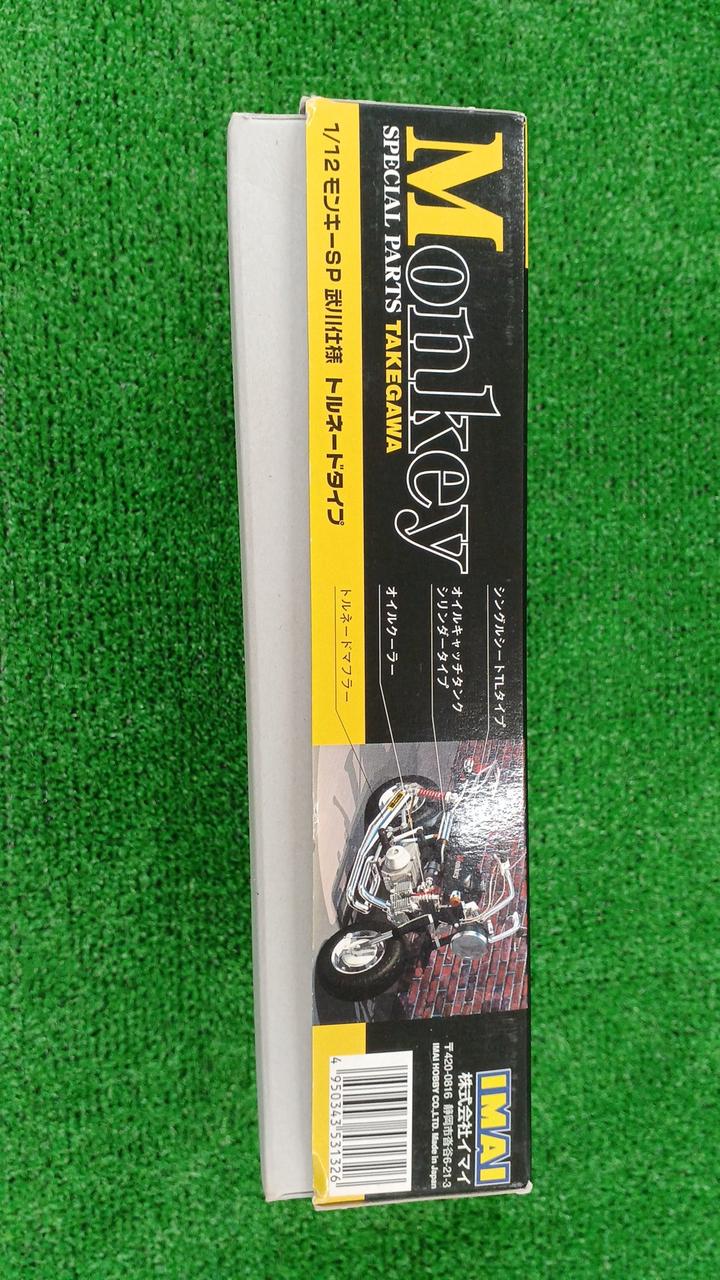 Monkey
SPECIAL PARTS TAKEGAWA
1/12 モンキーSP 武川仕様 トルネードタイプ
シングルシートTLタイプ
オイルキャッチタンク
シリンダータイプ
オイルクーラー
トルネードマフラー
IMAI
株式会社イマイ
〒420-0816 静岡市沓谷6-21-3
IMAI HOBBY CO.,LTD. Made in Japan
4 950343 531326